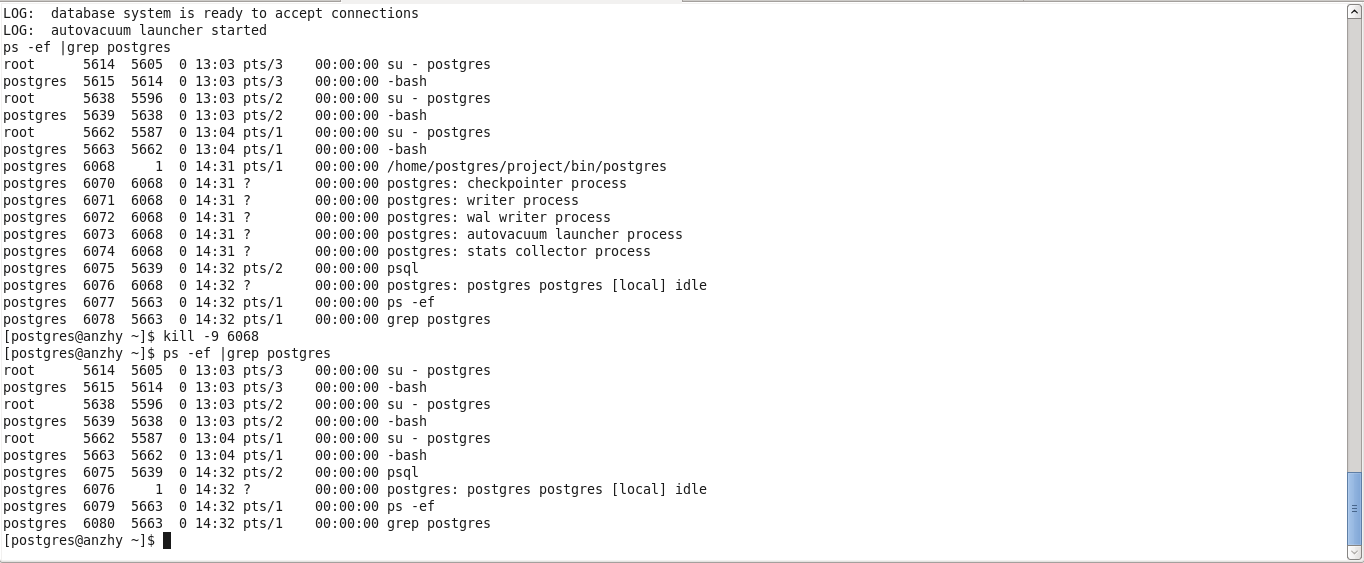 LOG:  database system is ready to accept connections
LOG:  autovacuum launcher started
ps -ef |grep postgres
root      5614  5605  0 13:03 pts/3    00:00:00 su - postgres
postgres  5615  5614  0 13:03 pts/3    00:00:00 -bash
root      5638  5596  0 13:03 pts/2    00:00:00 su - postgres
postgres  5639  5638  0 13:03 pts/2    00:00:00 -bash
root      5662  5587  0 13:04 pts/1    00:00:00 su - postgres
postgres  5663  5662  0 13:04 pts/1    00:00:00 -bash
postgres  6068     1  0 14:31 pts/1    00:00:00 /home/postgres/project/bin/postgres
postgres  6070  6068  0 14:31 ?        00:00:00 postgres: checkpointer process
postgres  6071  6068  0 14:31 ?        00:00:00 postgres: writer process
postgres  6072  6068  0 14:31 ?        00:00:00 postgres: wal writer process
postgres  6073  6068  0 14:31 ?        00:00:00 postgres: autovacuum launcher process
postgres  6074  6068  0 14:31 ?        00:00:00 postgres: stats collector process
postgres  6075  5639  0 14:32 pts/2    00:00:00 psql
postgres  6076  6068  0 14:32 ?        00:00:00 postgres: postgres postgres [local] idle
postgres  6077  5663  0 14:32 pts/1    00:00:00 ps -ef
postgres  6078  5663  0 14:32 pts/1    00:00:00 grep postgres
[postgres@anzhy ~]$ kill -9 6068
[postgres@anzhy ~]$ ps -ef |grep postgres
root      5614  5605  0 13:03 pts/3    00:00:00 su - postgres
postgres  5615  5614  0 13:03 pts/3    00:00:00 -bash
root      5638  5596  0 13:03 pts/2    00:00:00 su - postgres
postgres  5639  5638  0 13:03 pts/2    00:00:00 -bash
root      5662  5587  0 13:04 pts/1    00:00:00 su - postgres
postgres  5663  5662  0 13:04 pts/1    00:00:00 -bash
postgres  6075  5639  0 14:32 pts/2    00:00:00 psql
postgres  6076     1  0 14:32 ?        00:00:00 postgres: postgres postgres [local] idle
postgres  6079  5663  0 14:32 pts/1    00:00:00 ps -ef
postgres  6080  5663  0 14:32 pts/1    00:00:00 grep postgres
[postgres@anzhy ~]$